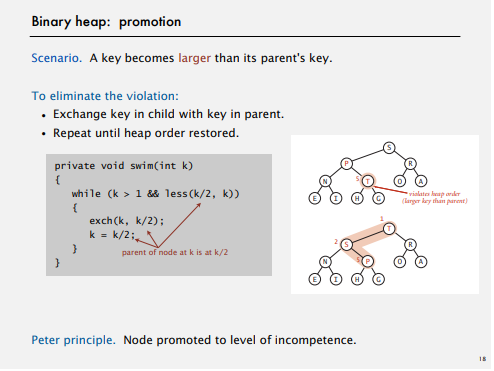 Binary heap: promotion
Scenario. A key becomes larger than its parent's key.
To eliminate the violation:
• Exchange key in child with key in parent.
• Repeat until heap order restored.
private void swim(int k)
{
while (k > 1 && less(k/2, k))
{
exch(k, k/2);
k = k/2;
}
}
parent of node at k is at k/2
S
P R
N 5 T O A
E I H G
violates heap order
(larger key than parent)
1
T
2 S R
N 5 P O A
E I H G
Peter principle. Node promoted to level of incompetence.
18